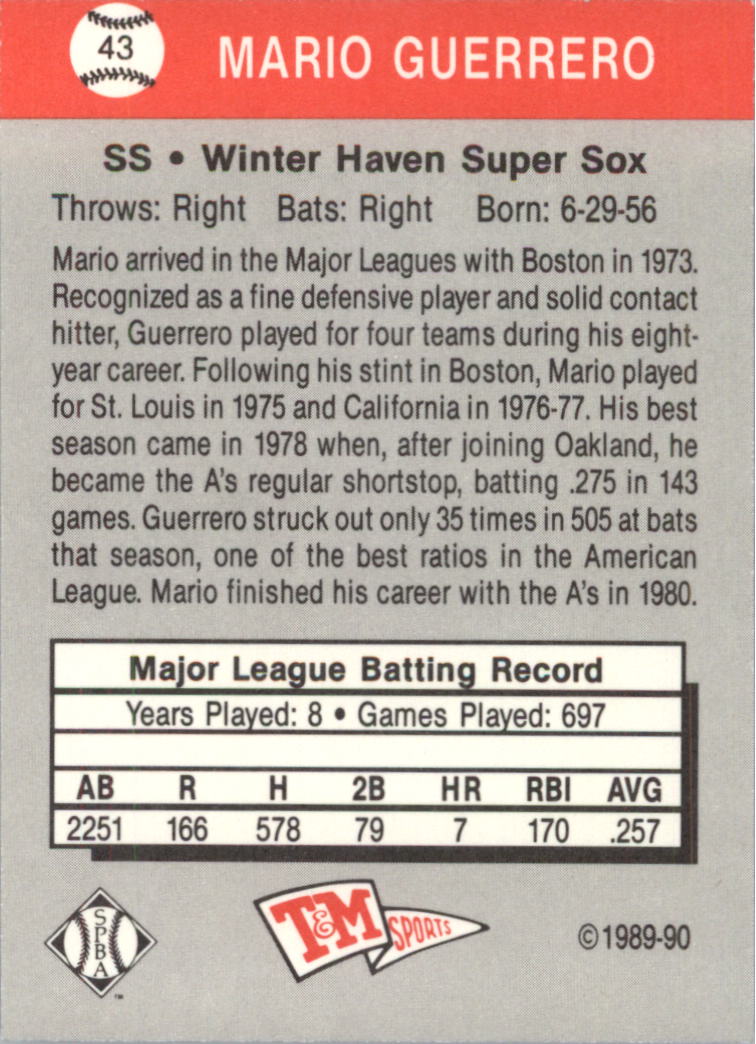 43
MARIO GUERRERO
SS • Winter Haven Super Sox
Throws: Right Bats: Right Born: 6-29-56
Mario arrived in the Major Leagues with Boston in 1973.
Recognized as a fine defensive player and solid contact
hitter, Guerrero played for four teams during his eight-
year career. Following his stint in Boston, Mario played
for St. Louis in 1975 and California in 1976-77. His best
season came in 1978 when, after joining Oakland, he
became the A's regular shortstop, batting .275 in 143
games. Guerrero struck out only 35 times in 505 at bats
that season, one of the best ratios in the American
League. Mario finished his career with the A's in 1980.
Major League Batting Record
Years Played: 8 • Games Played: 697
AB R H 2B HR RBI AVG
2251 166 578 79 7 170 .257
SPBA
™
T&M
SPORTS
©1989-90